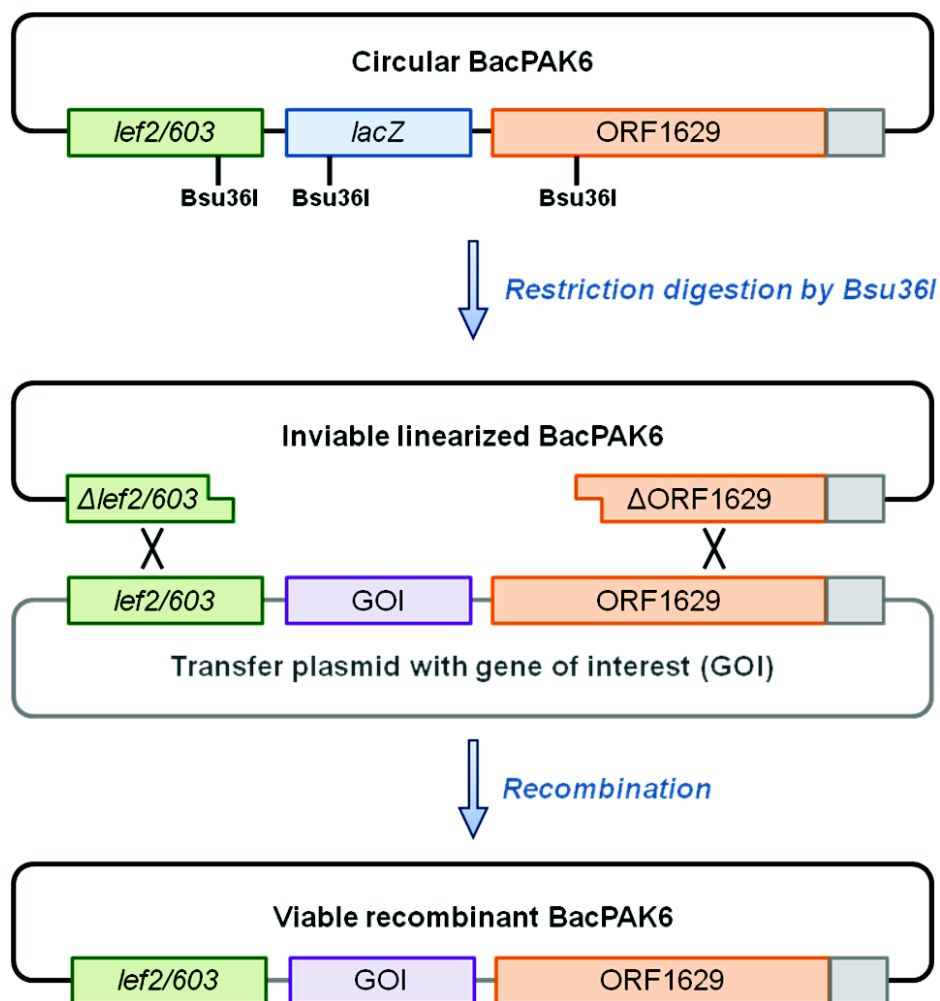 Circular BacPAK6
lef2/603 lacZ ORF1629
Bsu36I Bsu36I Bsu36I
Restriction digestion by Bsu36I
Inviable linearized BacPAK6
Δlef2/603 ΔORF1629
lef2/603 GOI ORF1629
Transfer plasmid with gene of interest (GOI)
Recombination
Viable recombinant BacPAK6
lef2/603 GOI ORF1629